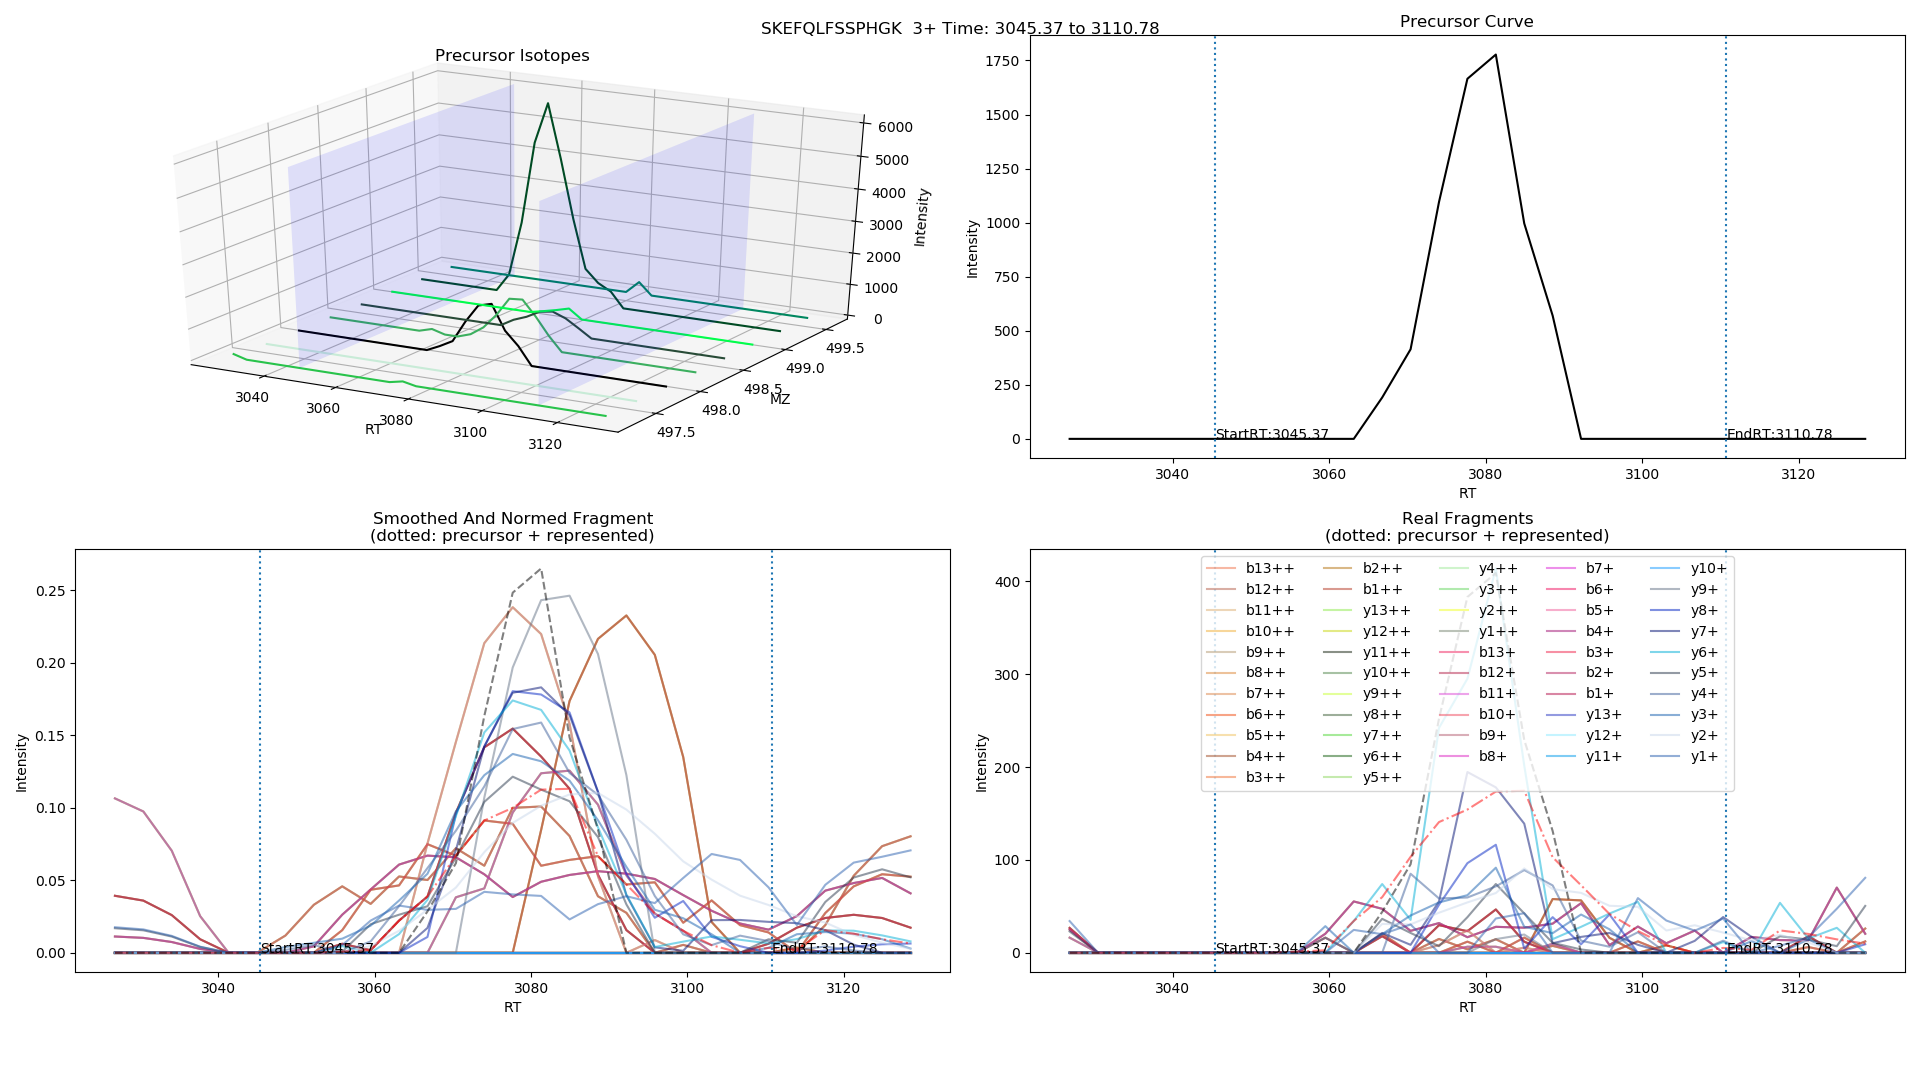 SKEFQLFSSPHGK  3+ Time: 3045.37 to 3110.78
Precursor Isotopes
6000
5000
4000
3000
2000
1000
0
Intensity
499.5
499.0
498.5
498.0
497.5
MZ
3040
3060
3080
3100
3120
RT
Precursor Curve
1750
1500
1250
1000
750
500
250
0
Intensity
StartRT:3045.37
EndRT:3110.78
3040
3060
3080
3100
3120
RT
Smoothed And Normed Fragment
(dotted: precursor + represented)
0.25
0.20
0.15
0.10
0.05
0.00
Intensity
StartRT:3045.37
EndRT:3110.78
3040
3060
3080
3100
3120
RT
Real Fragments
(dotted: precursor + represented)
400
300
200
100
0
Intensity
b13++
b12++
b11++
b10++
b9++
b8++
b7++
b6++
b5++
b4++
b3++
b2++
b1++
y13++
y12++
y11++
y10++
y9++
y8++
y7++
y6++
y5++
y4++
y3++
y2++
y1++
b13+
b12+
b11+
b10+
b9+
b8+
b7+
b6+
b5+
b4+
b3+
b2+
b1+
y13+
y12+
y11+
y10+
y9+
y8+
y7+
y6+
y5+
y4+
y3+
y2+
y1+
StartRT:3045.37
EndRT:3110.78
3040
3060
3080
3100
3120
RT